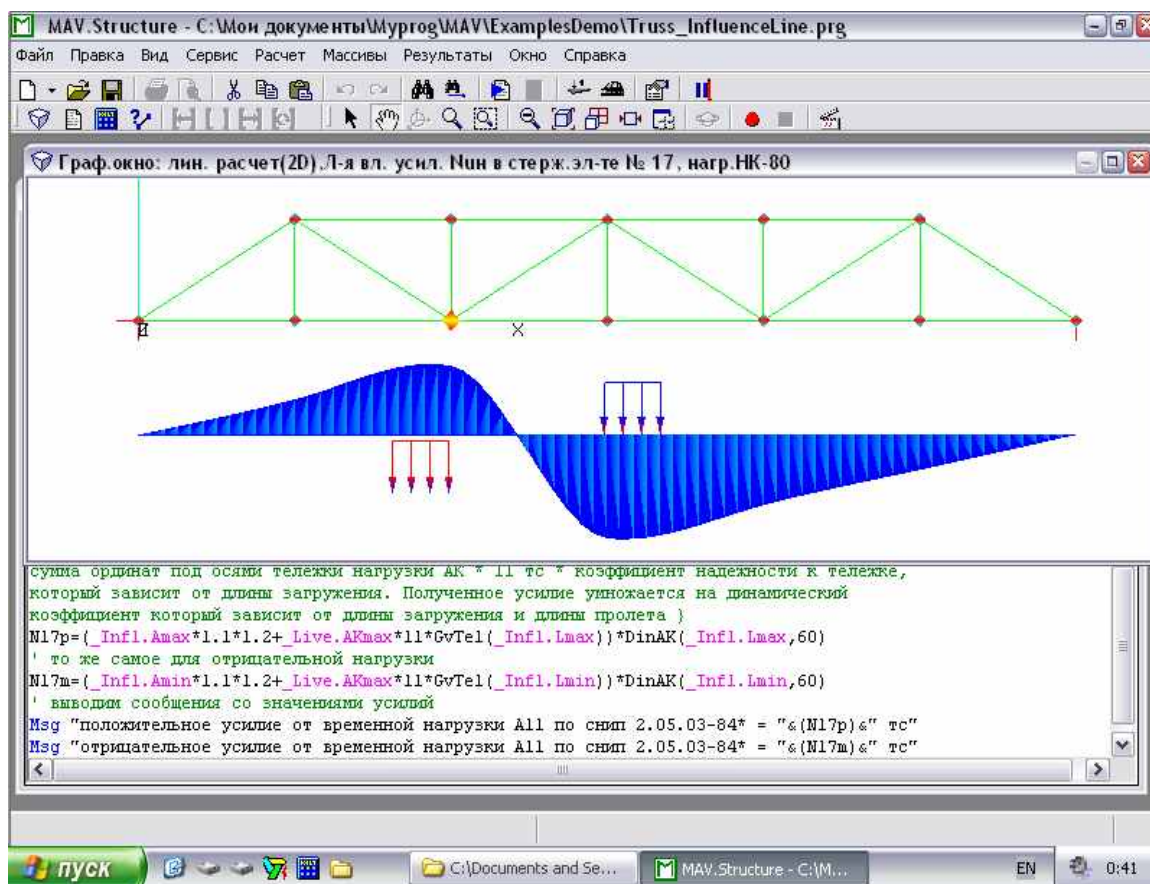 MAV.Structure - C:\Мои документы\Myprog\MAV\ExamplesDemo\Truss_InfluenceLine.prg
Файл Правка Вид Сервис Расчет Массивы Результаты Окно Справка
Граф.окно: лин. расчет(2D),Л-я вл. усил. Nин в стерж.эл-те № 17, нагр.НК-80
X
сумма ординат под осями тележки нагрузки АК * 11 тс * коэффициент надежности к тележке,
который зависит от длины загружения. Полученное усилие умножается на динамический
коэффициент который зависит от длины загружения и длины пролета }
N17p=(_Infl.Amax*1.1*1.2+_Live.AKmax*11*GvTel(_Infl.Lmax))*DinAK(_Infl.Lmax,60)
' то же самое для отрицательной нагрузки
N17m=(_Infl.Amin*1.1*1.2+_Live.AKmax*11*GvTel(_Infl.Lmin))*DinAK(_Infl.Lmin,60)
' выводим сообщения со значениями усилий
Msg "положительное усилие от временной нагрузки A11 по снип 2.05.03-84* = "&(N17p)&" тс"
Msg "отрицательное усилие от временной нагрузки A11 по снип 2.05.03-84* = "&(N17m)&" тс"
пуск C:\Documents and Se... MAV.Structure - C:\М... EN 0:41